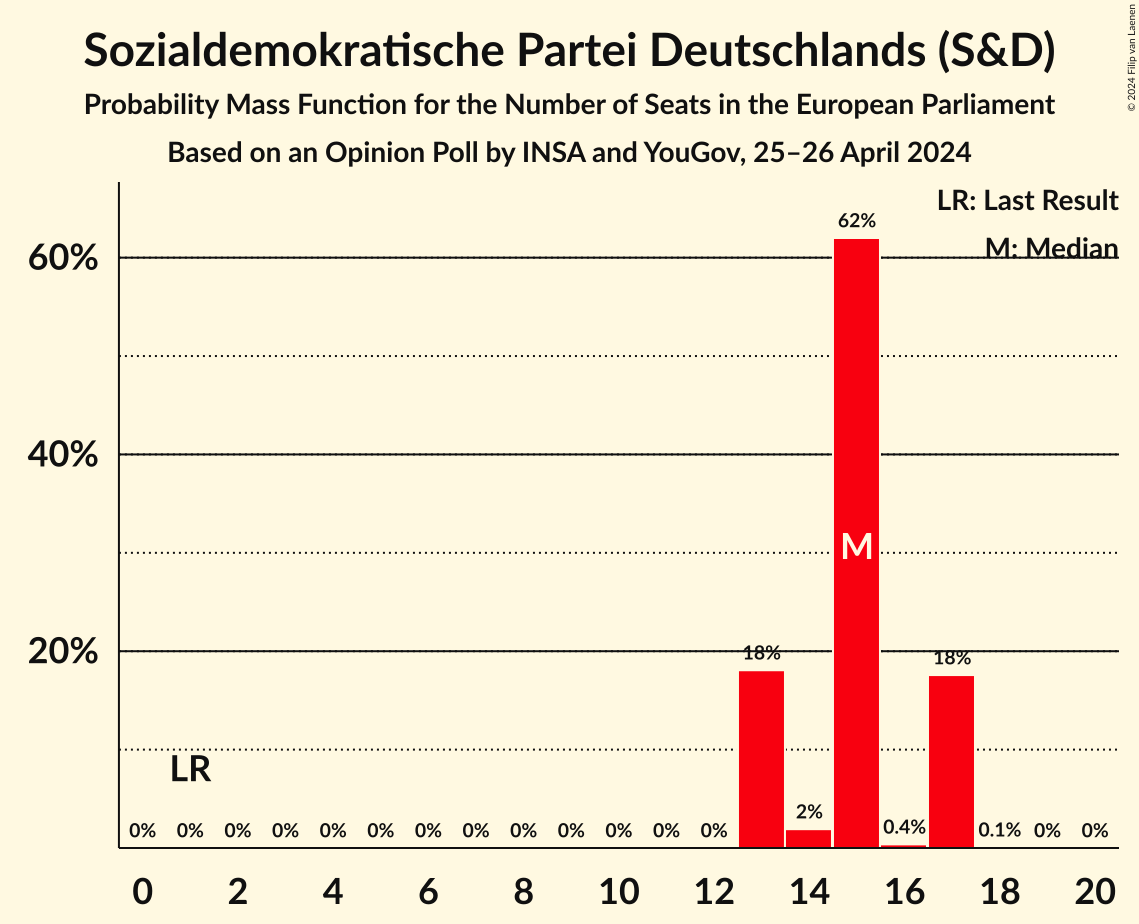 Sozialdemokratische Partei Deutschlands (S&D)
Probability Mass Function for the Number of Seats in the European Parliament
Based on an Opinion Poll by INSA and YouGov, 25–26 April 2024
© 2024 Filip van Laenen
LR: Last Result
M: Median
62%
60%
40%
M
20%
18%
18%
LR
0% 0% 0% 0% 0% 0% 0% 0% 0% 0% 0% 0% 0% 2% 0.4% 0.1% 0% 0%
0 2 4 6 8 10 12 14 16 18 20